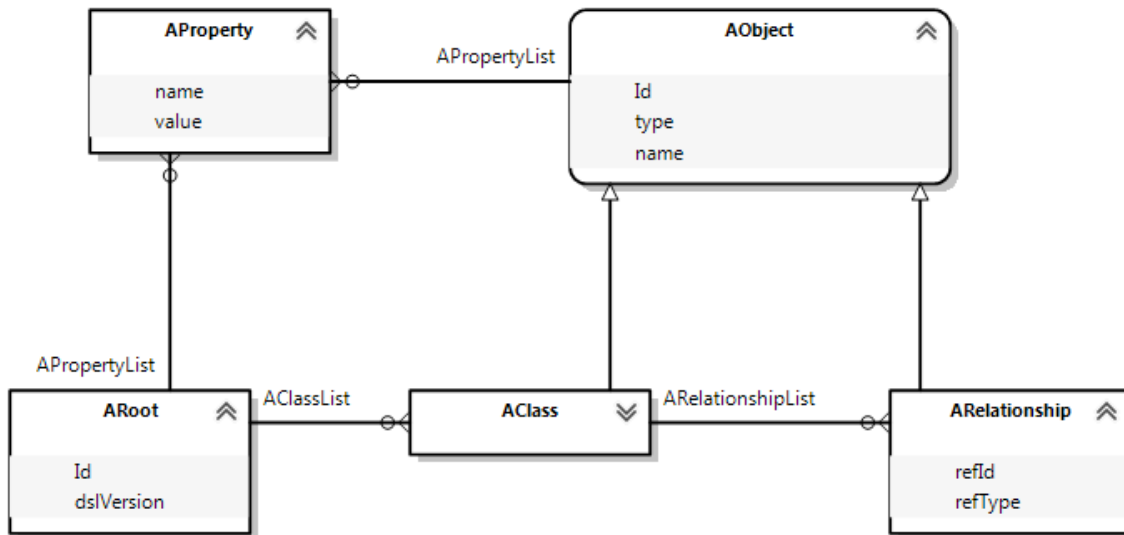 AProperty
name
value
APropertyList
AObject
Id
type
name
APropertyList
ARoot
Id
dslVersion
AClassList
AClass
ARelationshipList
ARelationship
refId
refType